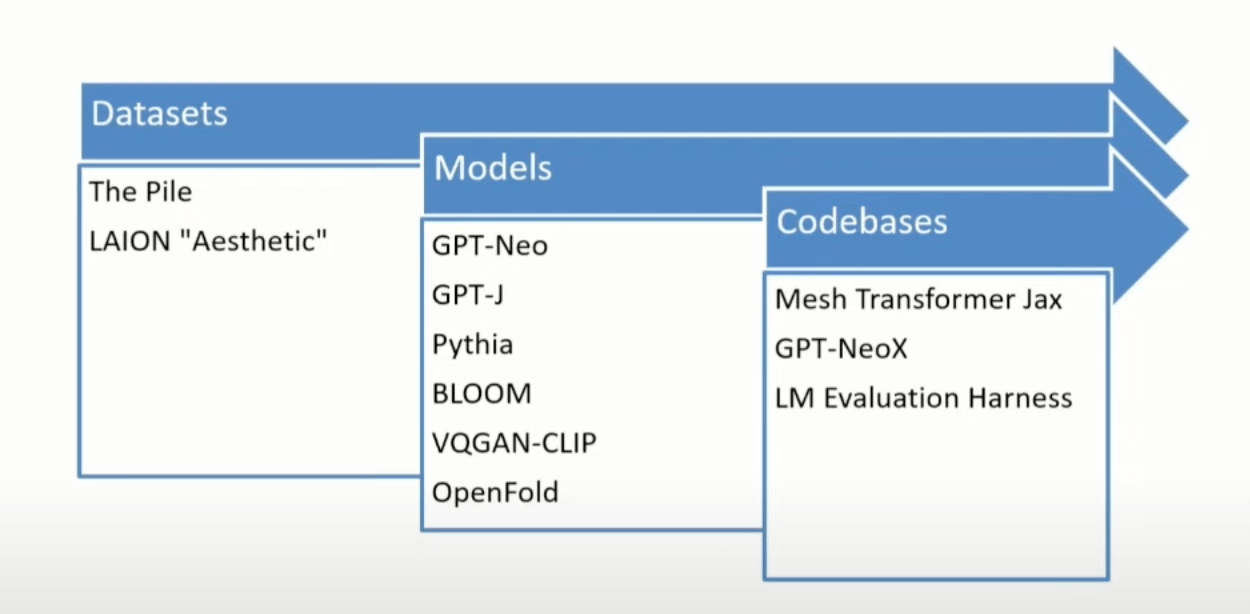 Datasets
The Pile
LAION "Aesthetic"
Models
GPT-Neo
GPT-J
Pythia
BLOOM
VQGAN-CLIP
OpenFold
Codebases
Mesh Transformer Jax
GPT-NeoX
LM Evaluation Harness